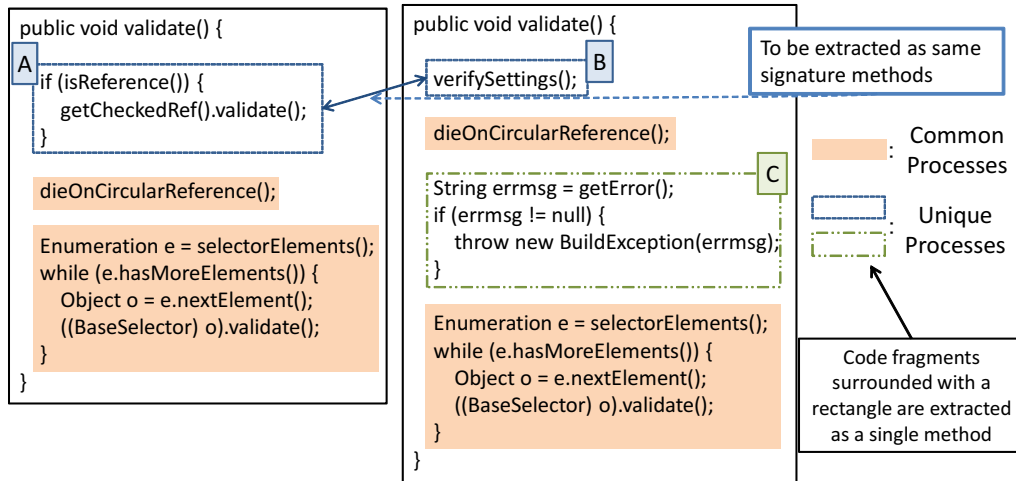 public void validate() {
A
if (isReference()) {
getCheckedRef().validate();
}
dieOnCircularReference();
Enumeration e = selectorElements();
while (e.hasMoreElements()) {
Object o = e.nextElement();
((BaseSelector) o).validate();
}
}
public void validate() {
B
verifySettings();
dieOnCircularReference();
C
String errmsg = getError();
if (errmsg != null) {
throw new BuildException(errmsg);
}
Enumeration e = selectorElements();
while (e.hasMoreElements()) {
Object o = e.nextElement();
((BaseSelector) o).validate();
}
}
To be extracted as same
signature methods
: Common
Processes
: Unique
Processes
Code fragments
surrounded with a
rectangle are extracted
as a single method